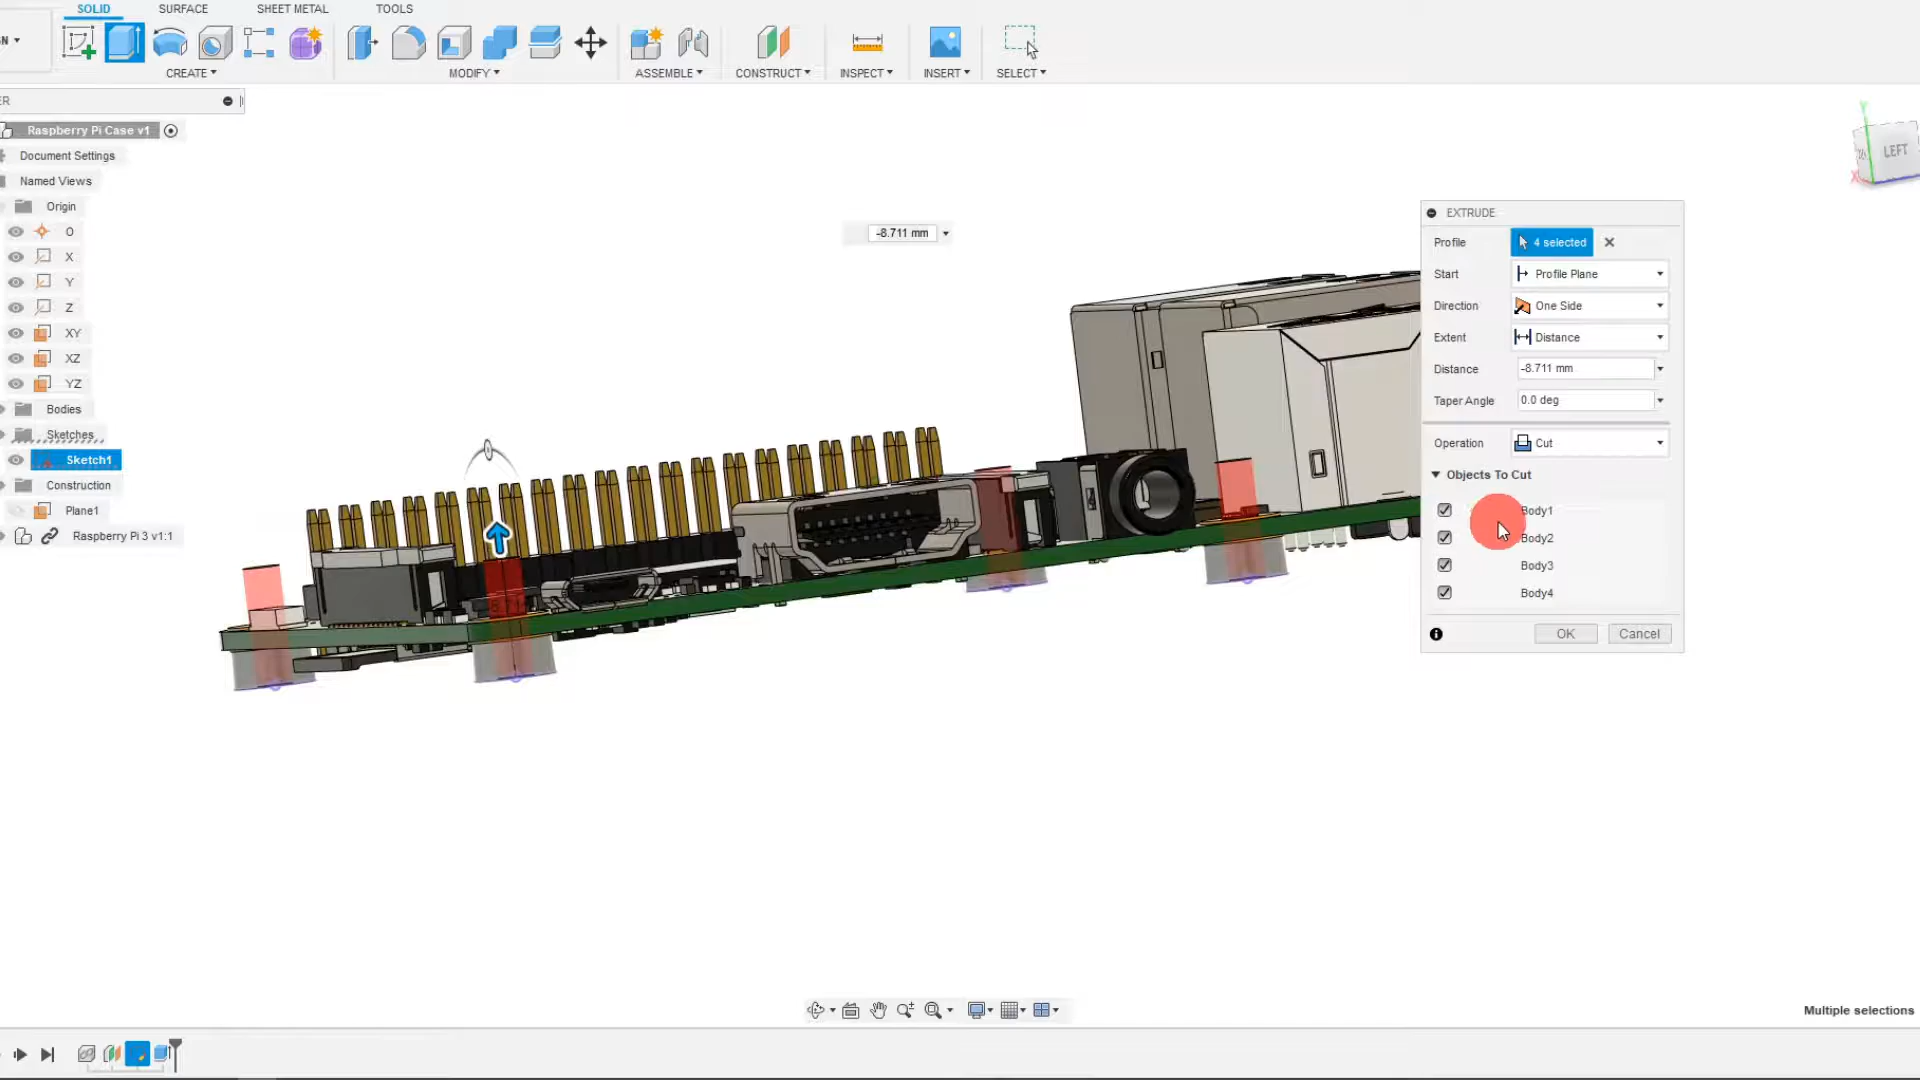 SOLID SURFACE SHEET METAL TOOLS
N
CREATE MODIFY ASSEMBLE CONSTRUCT INSPECT INSERT SELECT
ER
Raspberry Pi Case v1
Document Settings
Named Views
Origin
O
X
Y
Z
XY
XZ
YZ
Bodies
Sketches
Sketch1
Construction
Plane1
Raspberry Pi 3 v1:1
-8.711 mm
LEFT
X
EXTRUDE
Profile 4 selected
Start Profile Plane
Direction One Side
Extent Distance
Distance -8.711 mm
Taper Angle 0.0 deg
Operation Cut
Objects To Cut
Body1
Body2
Body3
Body4
OK Cancel
Multiple selections